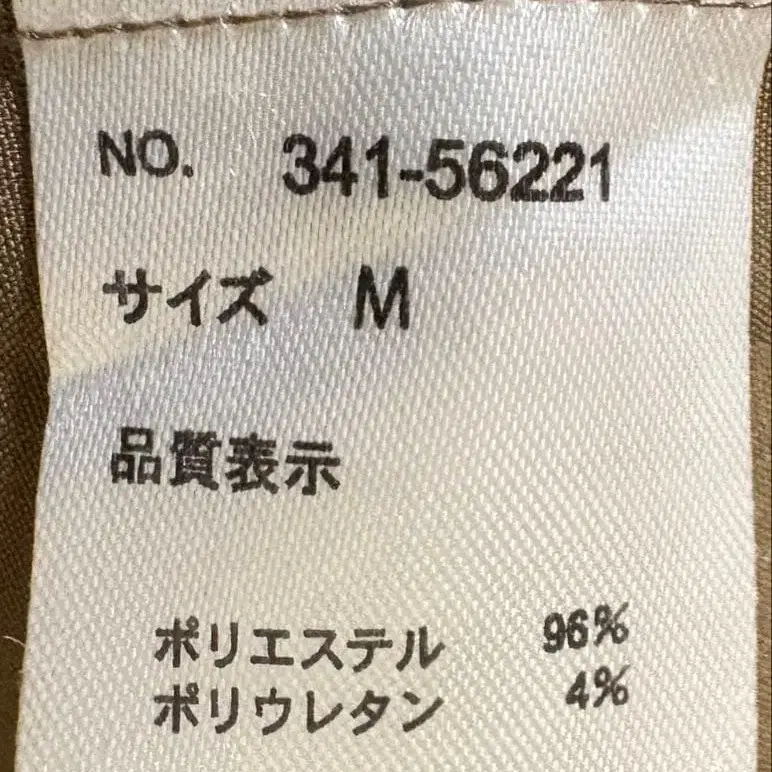 NO. 341-56221
サイズ M
品質表示
ポリエステル 96%
ポリウレタン 4%